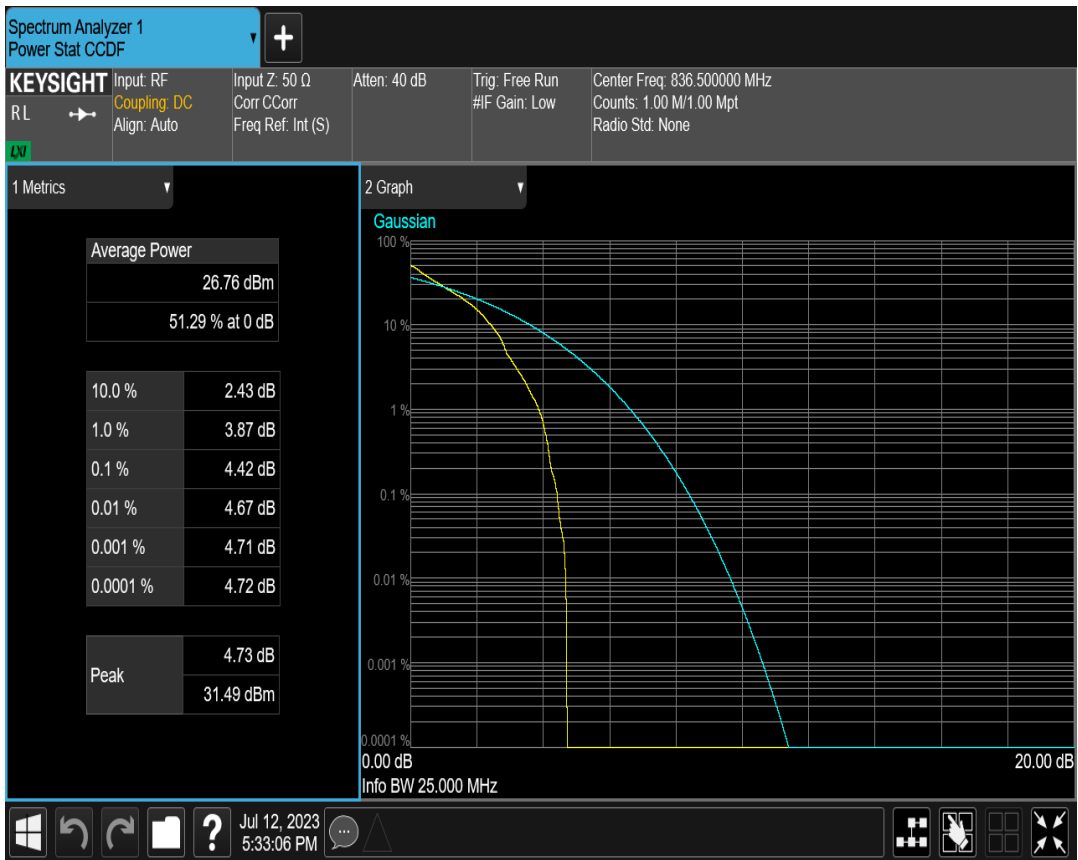 Spectrum Analyzer 1
Power Stat CCDF
KEYSIGHT
RL
LXI
Input: RF
Coupling: DC
Align: Auto
Input Z: 50 Ω
Corr CCorr
Freq Ref: Int (S)
Atten: 40 dB
Trig: Free Run
#IF Gain: Low
Center Freq: 836.500000 MHz
Counts: 1.00 M/1.00 Mpt
Radio Std: None
1 Metrics
Average Power
26.76 dBm
51.29 % at 0 dB
10.0 % 2.43 dB
1.0 % 3.87 dB
0.1 % 4.42 dB
0.01 % 4.67 dB
0.001 % 4.71 dB
0.0001 % 4.72 dB
Peak
4.73 dB
31.49 dBm
2 Graph
Gaussian
100 %
10 %
1 %
0.1 %
0.01 %
0.001 %
0.0001 %
0.00 dB 20.00 dB
Info BW 25.000 MHz
Jul 12, 2023
5:33:06 PM